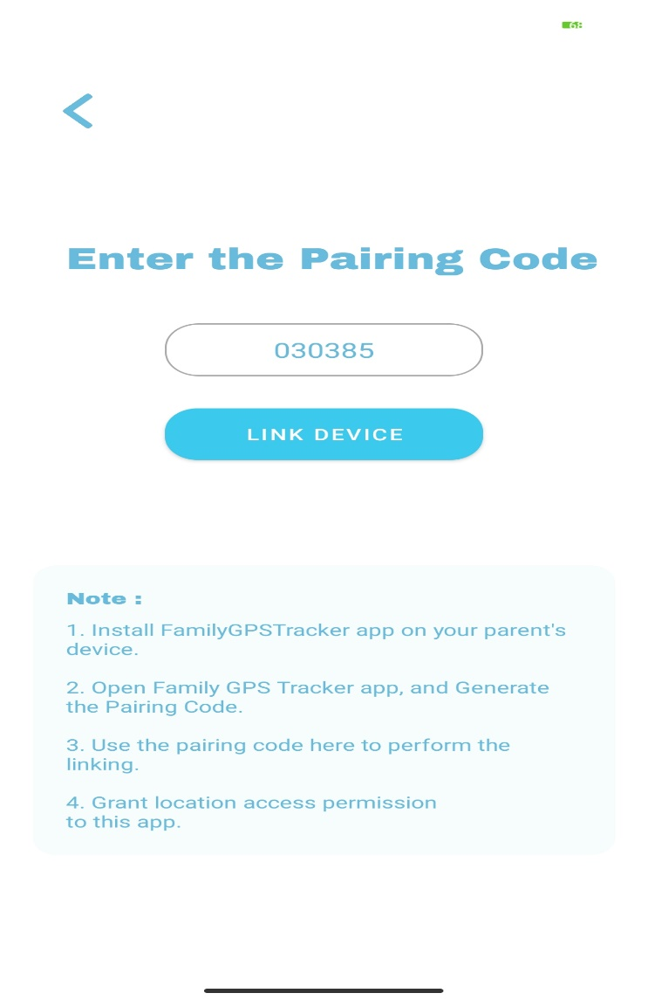 68
Enter the Pairing Code
030385
LINK DEVICE
Note :
1. Install FamilyGPSTracker app on your parent's
device.
2. Open Family GPS Tracker app, and Generate
the Pairing Code.
3. Use the pairing code here to perform the
linking.
4. Grant location access permission
to this app.